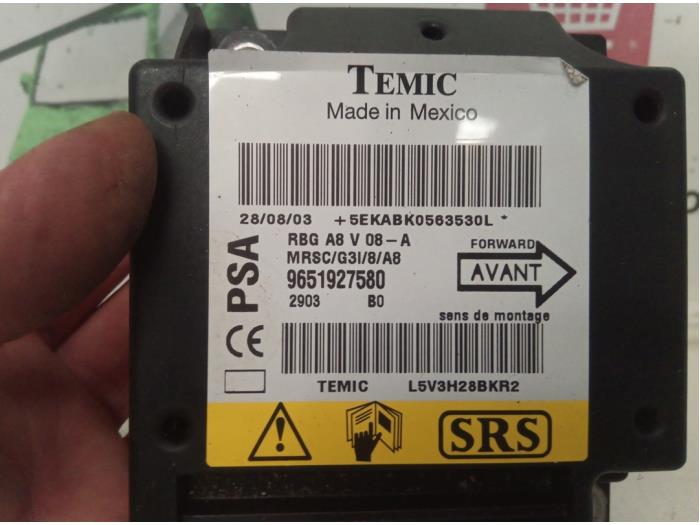 TEMIC
Made in Mexico
28/08/03 +5EKABK0563530L *
PSA
RBG A8 V 08-A
MRSC/G3I/8/A8
9651927580
2903 B0
FORWARD
AVANT
sens de montage
CE
TEMIC L5V3H28BKR2
SRS